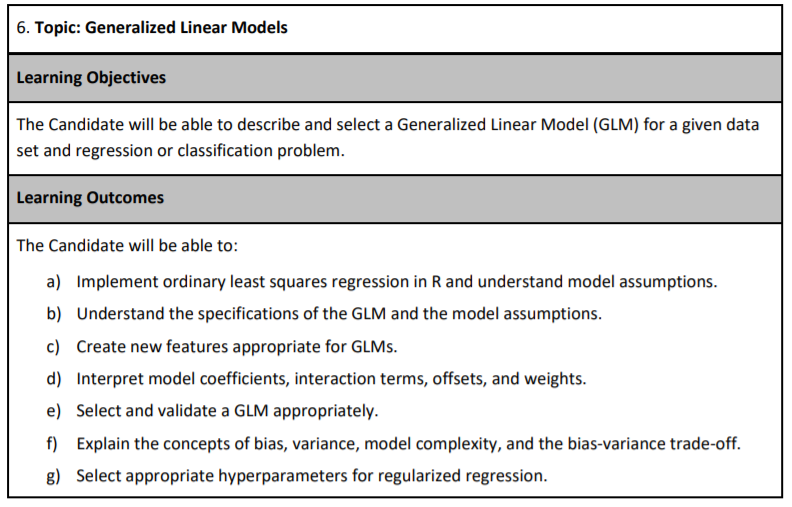 6. Topic: Generalized Linear Models
Learning Objectives
The Candidate will be able to describe and select a Generalized Linear Model (GLM) for a given data
set and regression or classification problem.
Learning Outcomes
The Candidate will be able to:
a) Implement ordinary least squares regression in R and understand model assumptions.
b) Understand the specifications of the GLM and the model assumptions.
c) Create new features appropriate for GLMs.
d) Interpret model coefficients, interaction terms, offsets, and weights.
e) Select and validate a GLM appropriately.
f) Explain the concepts of bias, variance, model complexity, and the bias-variance trade-off.
g) Select appropriate hyperparameters for regularized regression.